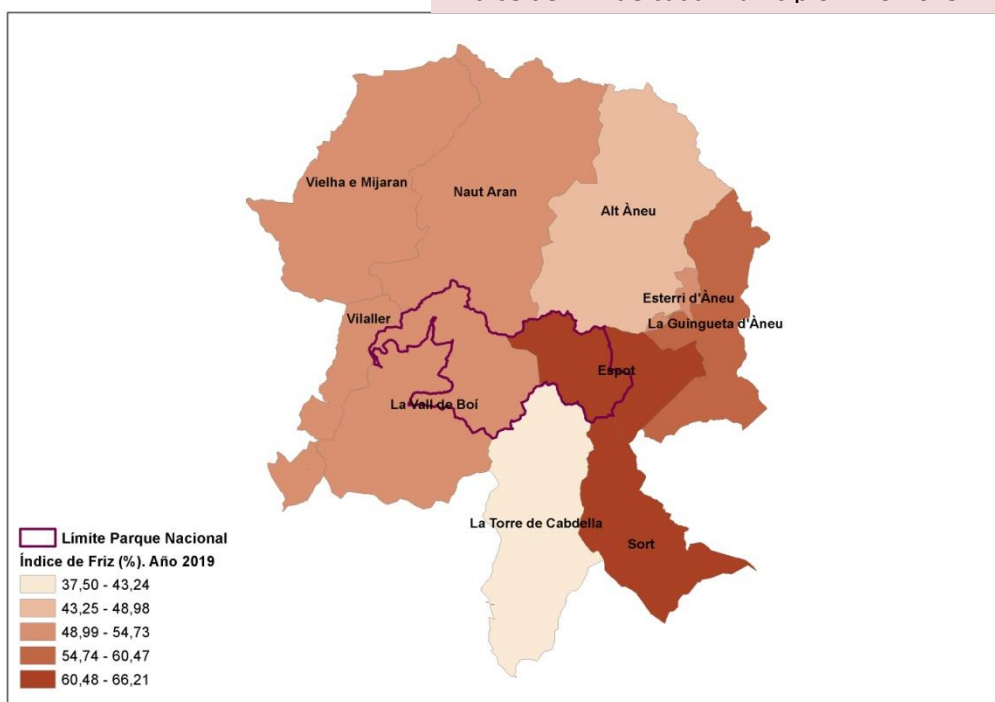 Vielha e Mijaran
Naut Aran
Alt Àneu
Esterri d'Àneu
La Guingueta d'Àneu
Vilaller
Espot
La Vall de Boí
La Torre de Cabdella
Sort
Límite Parque Nacional
Índice de Friz (%). Año 2019
37,50 - 43,24
43,25 - 48,98
48,99 - 54,73
54,74 - 60,47
60,48 - 66,21